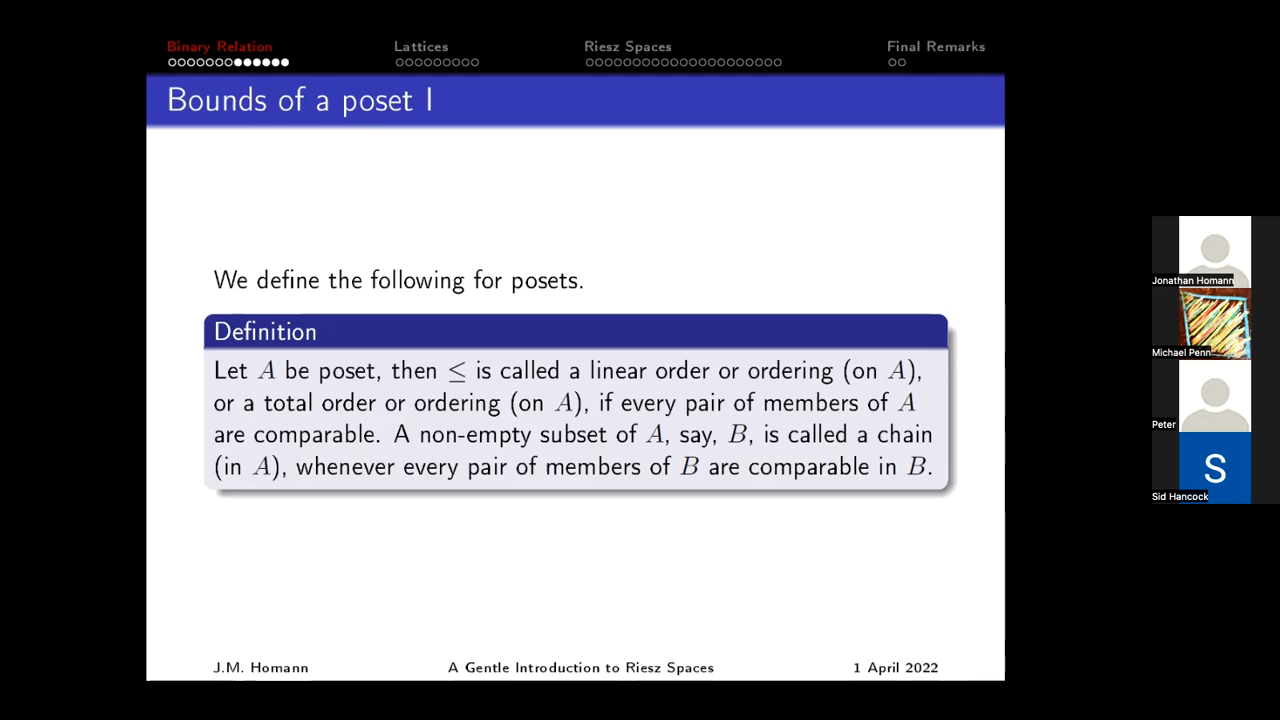 Binary Relation
Lattices
Riesz Spaces
Final Remarks
Bounds of a poset I
We define the following for posets.
Definition
Let A be poset, then ≤ is called a linear order or ordering (on A),
or a total order or ordering (on A), if every pair of members of A
are comparable. A non-empty subset of A, say, B, is called a chain
(in A), whenever every pair of members of B are comparable in B.
J.M. Homann
A Gentle Introduction to Riesz Spaces
1 April 2022
Jonathan Homann
Michael Penn
Peter
S
Sid Hancock